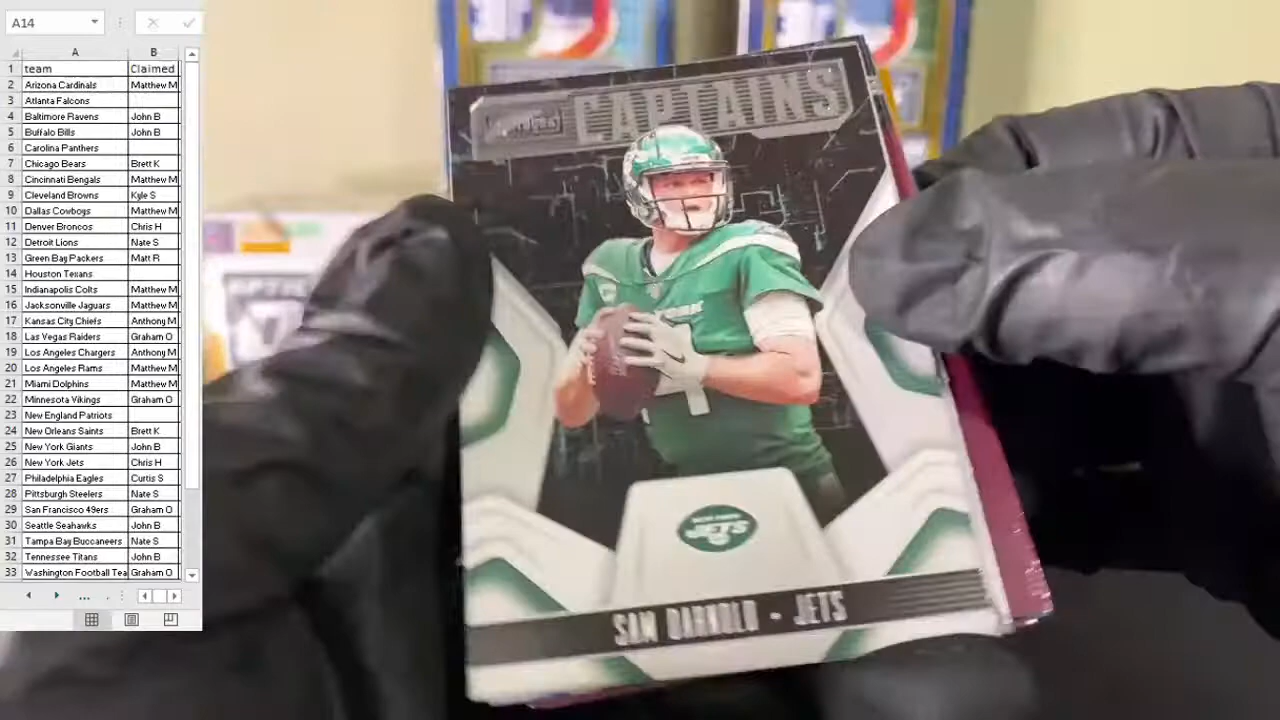 A14
A B
1 team Claimed
2 Arizona Cardinals Matthew M
3 Atlanta Falcons
4 Baltimore Ravens John B
5 Buffalo Bills John B
6 Carolina Panthers
7 Chicago Bears Brett K
8 Cincinnati Bengals Matthew M
9 Cleveland Browns Kyle S
10 Dallas Cowboys Matthew M
11 Denver Broncos Chris H
12 Detroit Lions Nate S
13 Green Bay Packers Matt R
14 Houston Texans
15 Indianapolis Colts Matthew M
16 Jacksonville Jaguars Matthew M
17 Kansas City Chiefs Anthony M
18 Las Vegas Raiders Graham O
19 Los Angeles Chargers Anthony M
20 Los Angeles Rams Matthew M
21 Miami Dolphins Matthew M
22 Minnesota Vikings Graham O
23 New England Patriots
24 New Orleans Saints Brett K
25 New York Giants John B
26 New York Jets Chris H
27 Philadelphia Eagles Curtis S
28 Pittsburgh Steelers Nate S
29 San Francisco 49ers Graham O
30 Seattle Seahawks John B
31 Tampa Bay Buccaneers Nate S
32 Tennessee Titans John B
33 Washington Football Tea Graham O
...
CAPTAINS
JETS
SAM DARNOLD - JETS